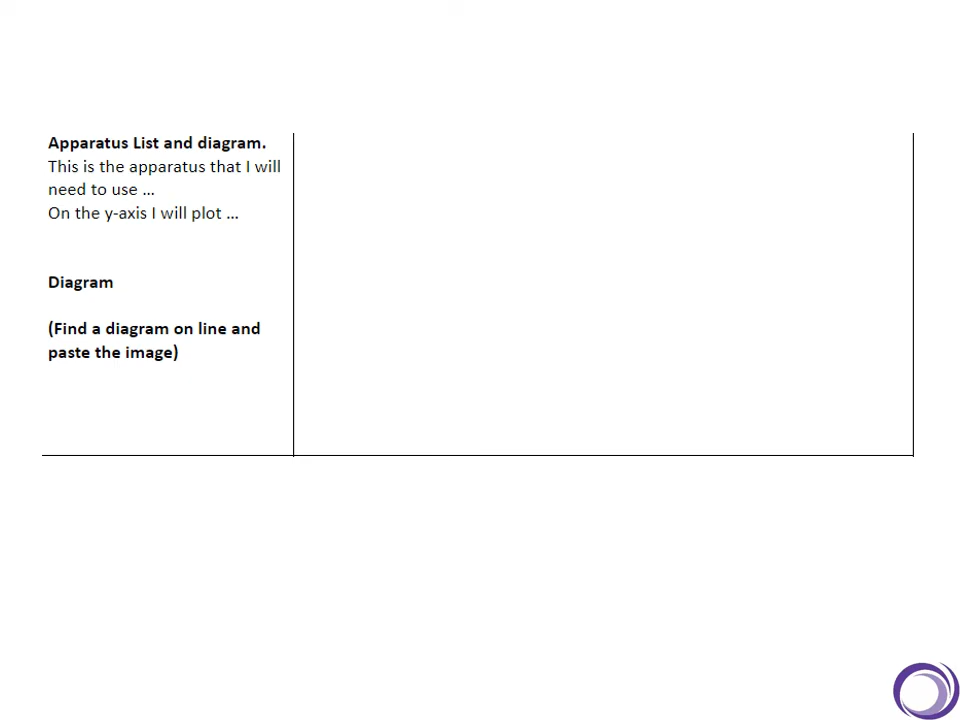 Apparatus List and diagram.
This is the apparatus that I will
need to use …
On the y-axis I will plot …
Diagram
(Find a diagram on line and
paste the image)